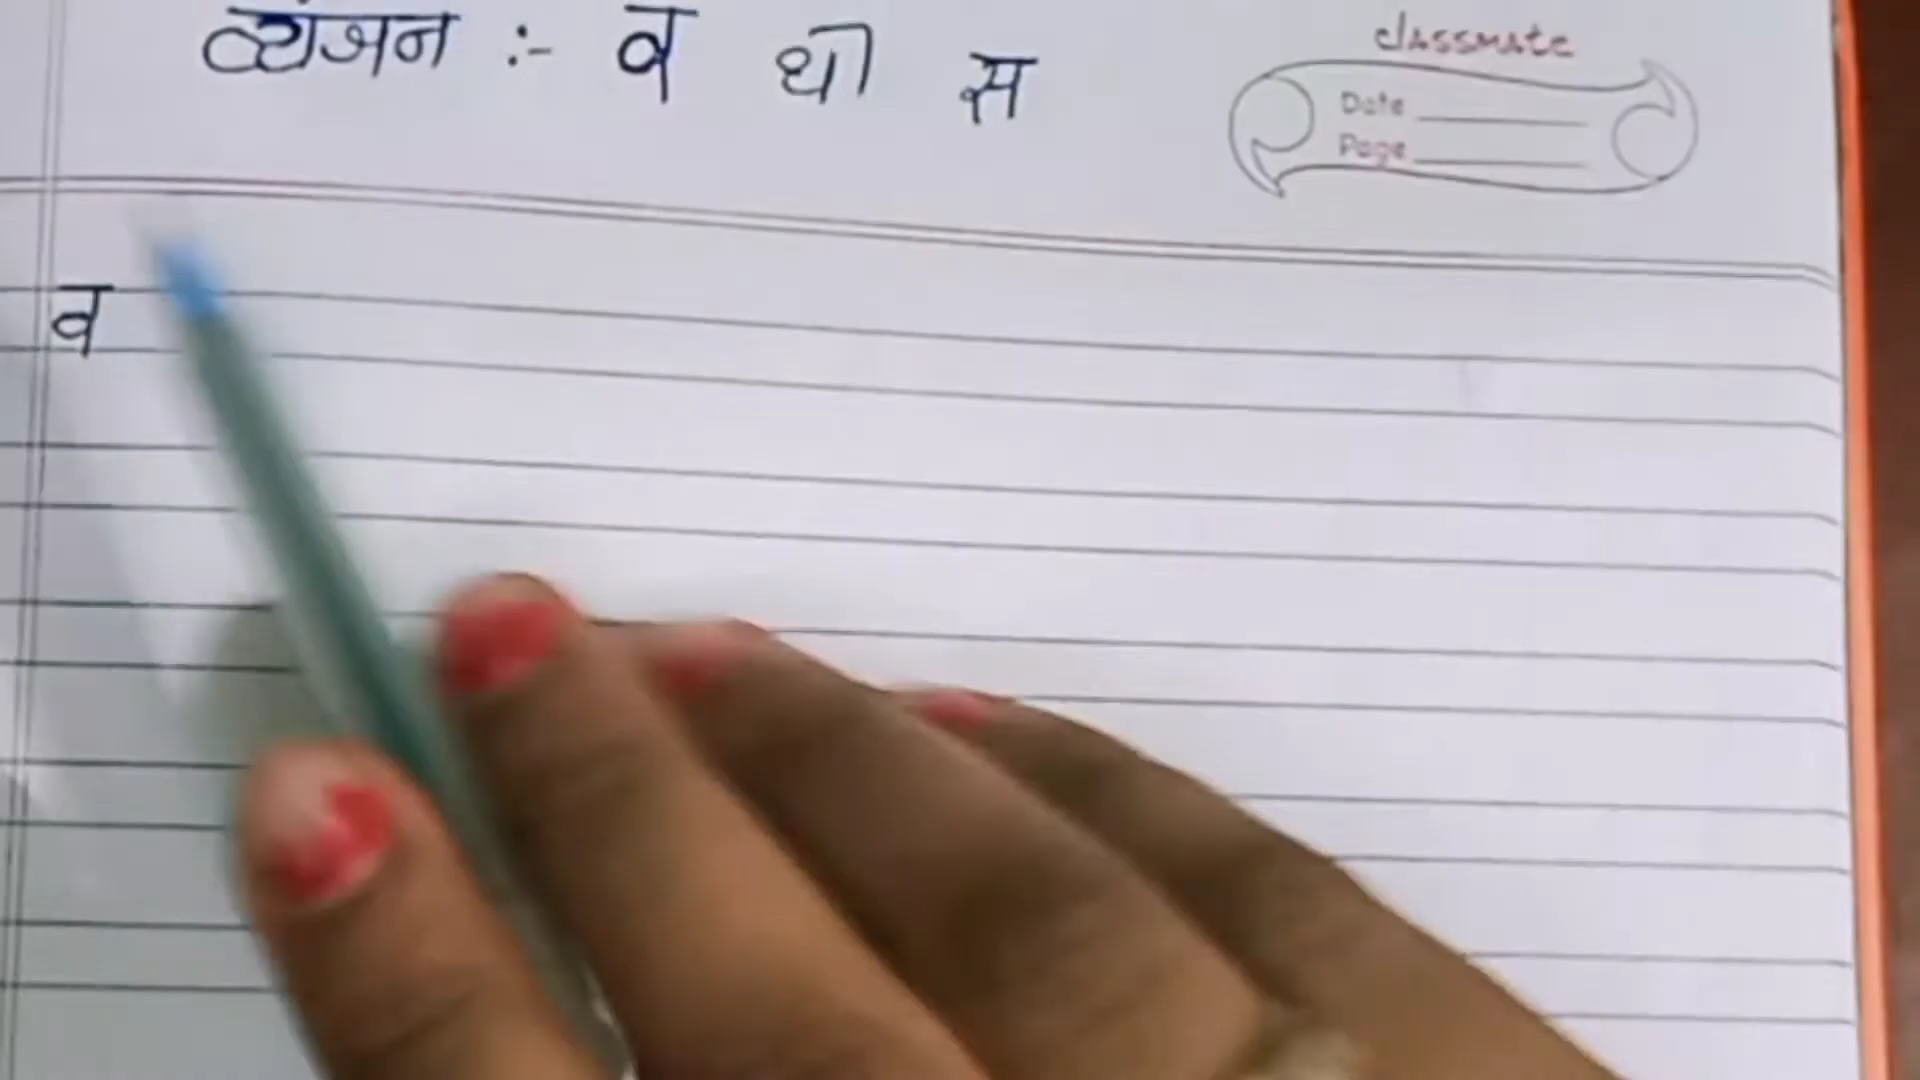 व्यंजन :- व श स
classmate
Date
Page
व